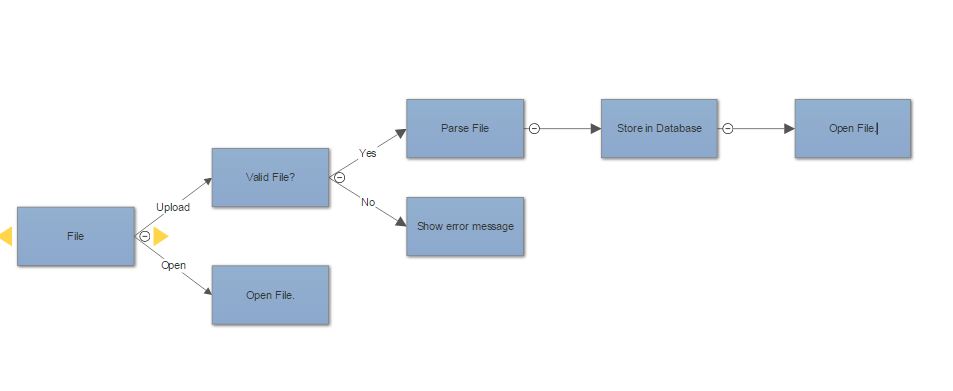 Parse File
Store in Database
Open File.
Yes
Valid File?
No
Upload
Show error message
File
Open
Open File.